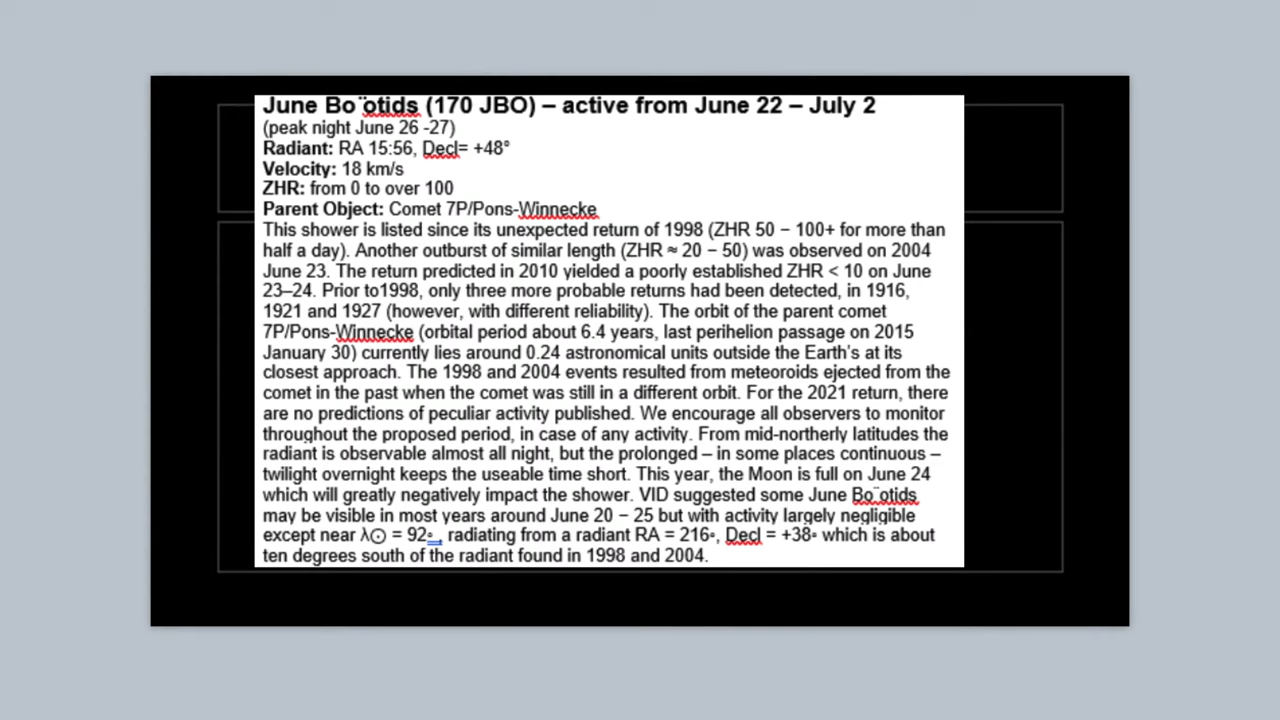 June Bo¨otids (170 JBO) – active from June 22 – July 2
(peak night June 26 -27)
Radiant: RA 15:56, Decl= +48°
Velocity: 18 km/s
ZHR: from 0 to over 100
Parent Object: Comet 7P/Pons-Winnecke
This shower is listed since its unexpected return of 1998 (ZHR 50 − 100+ for more than
half a day). Another outburst of similar length (ZHR ≈ 20 − 50) was observed on 2004
June 23. The return predicted in 2010 yielded a poorly established ZHR < 10 on June
23–24. Prior to1998, only three more probable returns had been detected, in 1916,
1921 and 1927 (however, with different reliability). The orbit of the parent comet
7P/Pons-Winnecke (orbital period about 6.4 years, last perihelion passage on 2015
January 30) currently lies around 0.24 astronomical units outside the Earth's at its
closest approach. The 1998 and 2004 events resulted from meteoroids ejected from the
comet in the past when the comet was still in a different orbit. For the 2021 return, there
are no predictions of peculiar activity published. We encourage all observers to monitor
throughout the proposed period, in case of any activity. From mid-northerly latitudes the
radiant is observable almost all night, but the prolonged – in some places continuous –
twilight overnight keeps the useable time short. This year, the Moon is full on June 24
which will greatly negatively impact the shower. VID suggested some June Bo¨otids
may be visible in most years around June 20 − 25 but with activity largely negligible
except near λ⊙ = 92◦, radiating from a radiant RA = 216◦, Decl = +38◦ which is about
ten degrees south of the radiant found in 1998 and 2004.